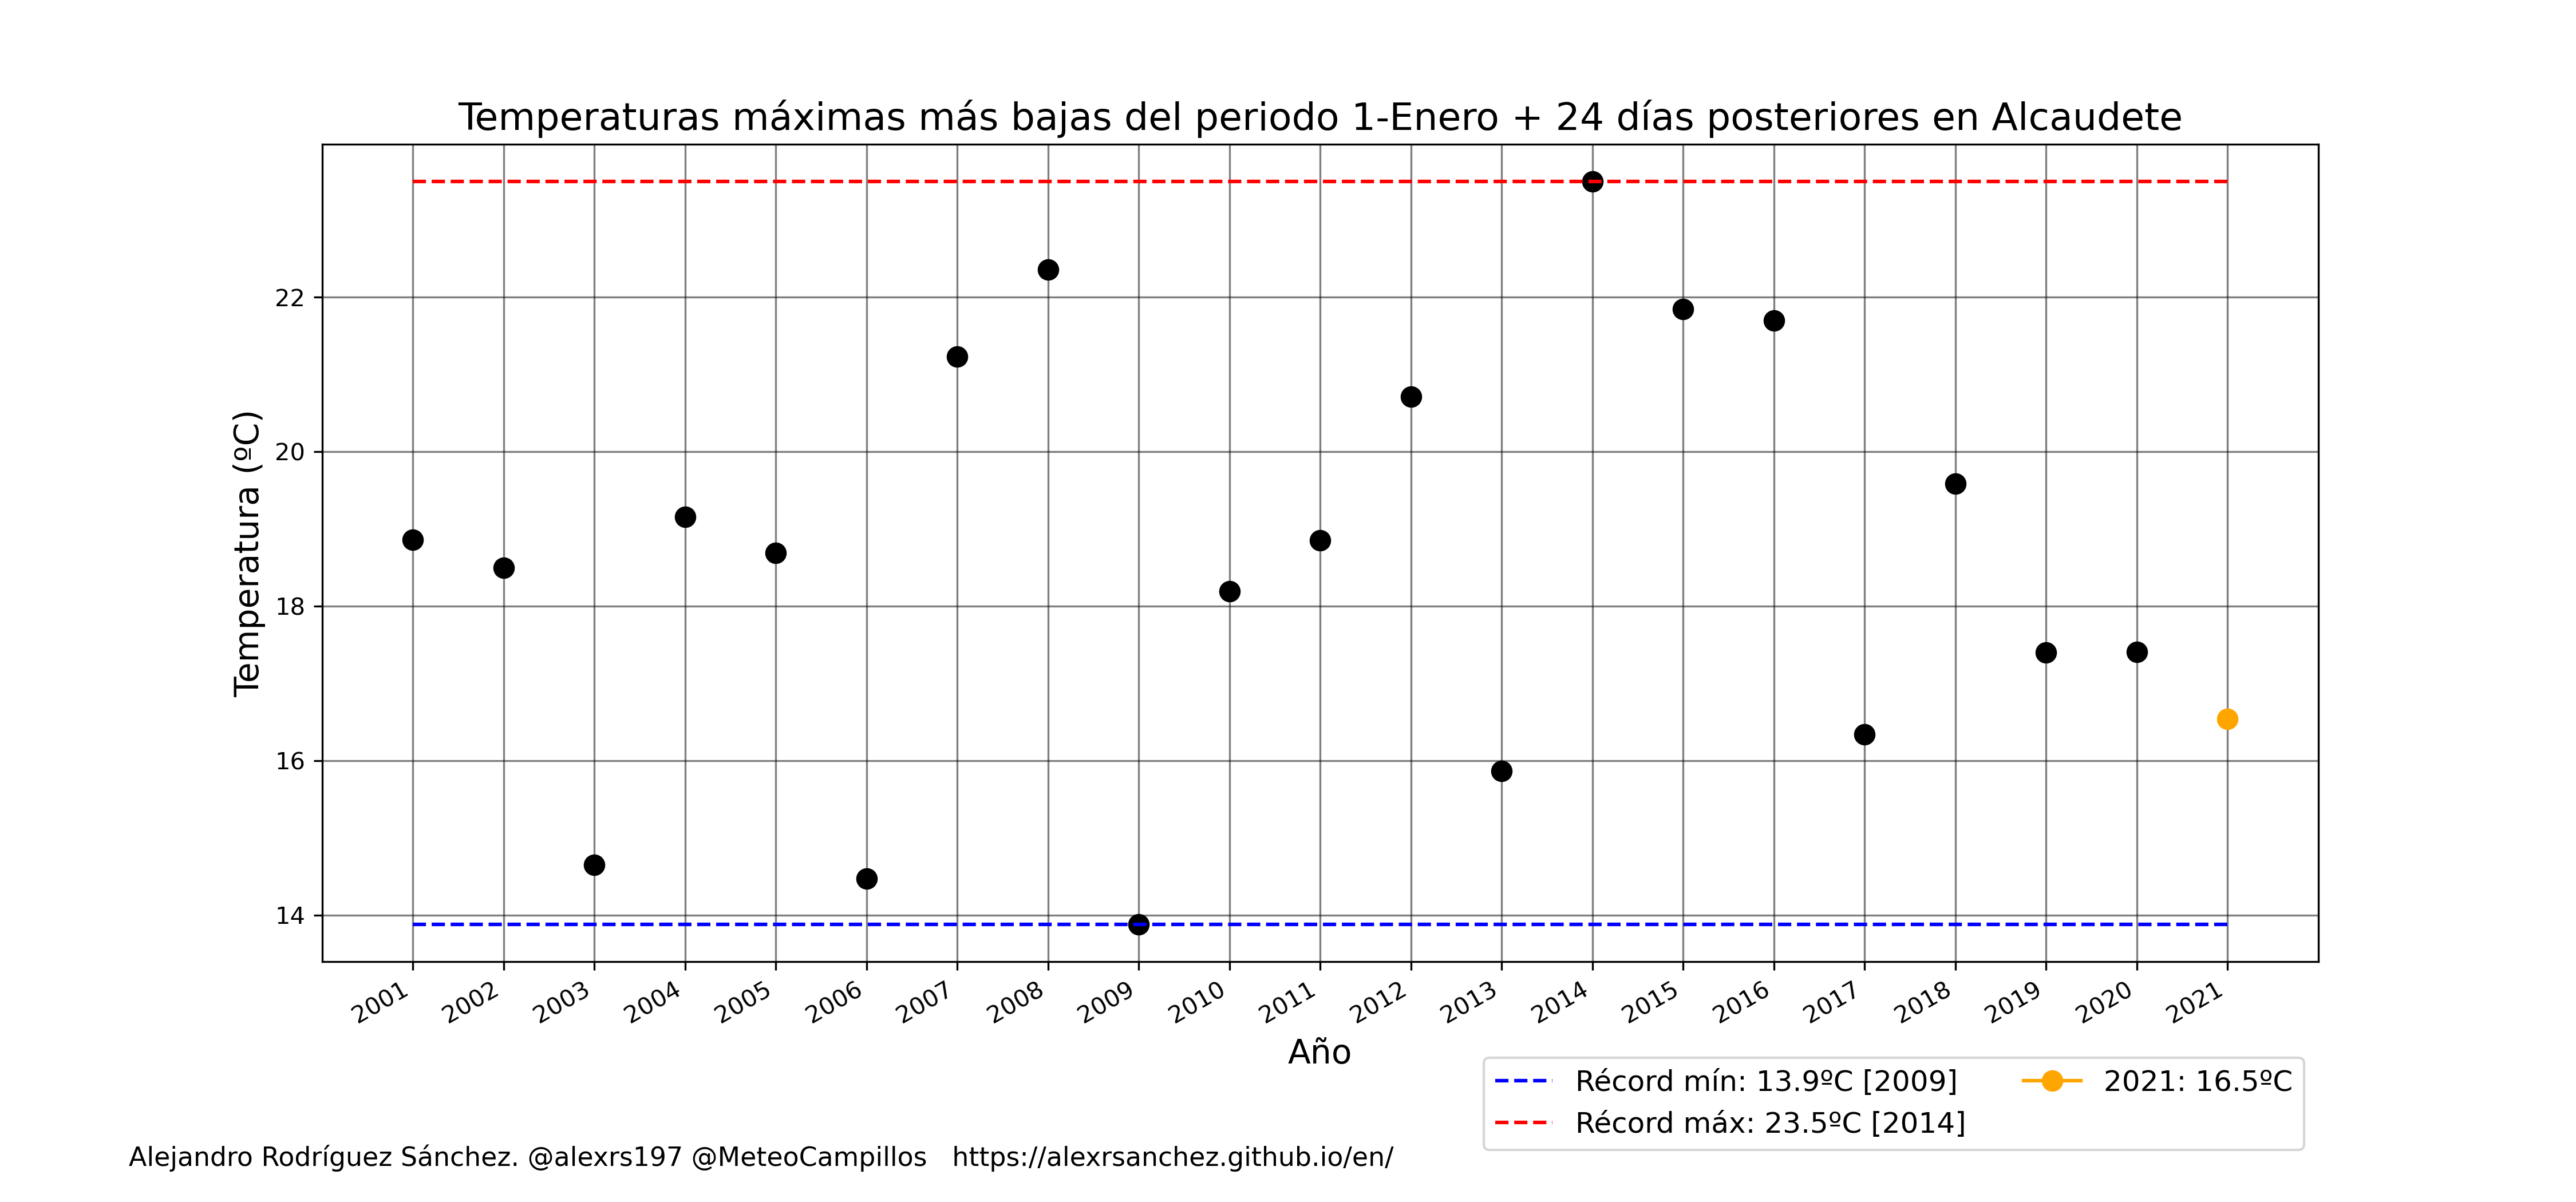 Temperaturas máximas más bajas del periodo 1-Enero + 24 días posteriores en Alcaudete
Temperatura (ºC)
22
20
18
16
14
2001 2002 2003 2004 2005 2006 2007 2008 2009 2010 2011 2012 2013 2014 2015 2016 2017 2018 2019 2020 2021
Año
Récord mín: 13.9ºC [2009]
Récord máx: 23.5ºC [2014]
2021: 16.5ºC
Alejandro Rodríguez Sánchez. @alexrs197 @MeteoCampillos https://alexrsanchez.github.io/en/